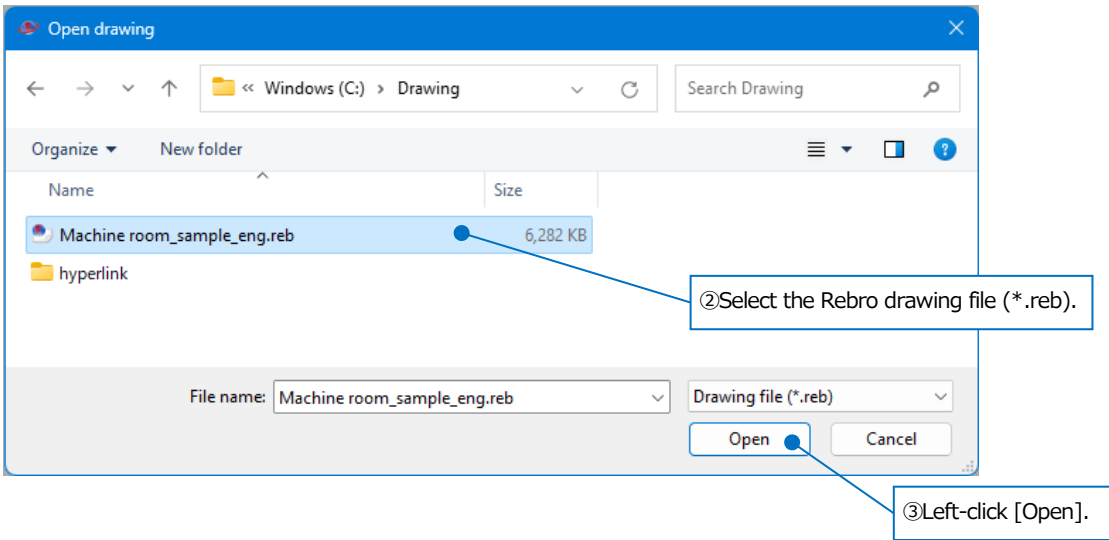 Open drawing
« Windows (C:) › Drawing
Search Drawing
Organize
New folder
Name
Size
Machine room_sample_eng.reb
6,282 KB
hyperlink
②Select the Rebro drawing file (*.reb).
File name:
Machine room_sample_eng.reb
Drawing file (*.reb)
Open
Cancel
③Left-click [Open].